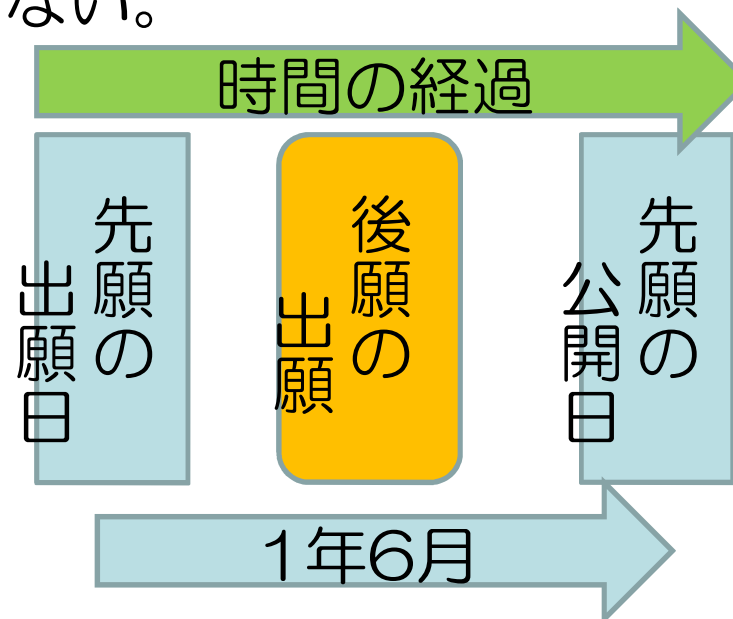 ない。
時間の経過
先願の
出願日
後願の
出願
先願の
公開日
1年6月